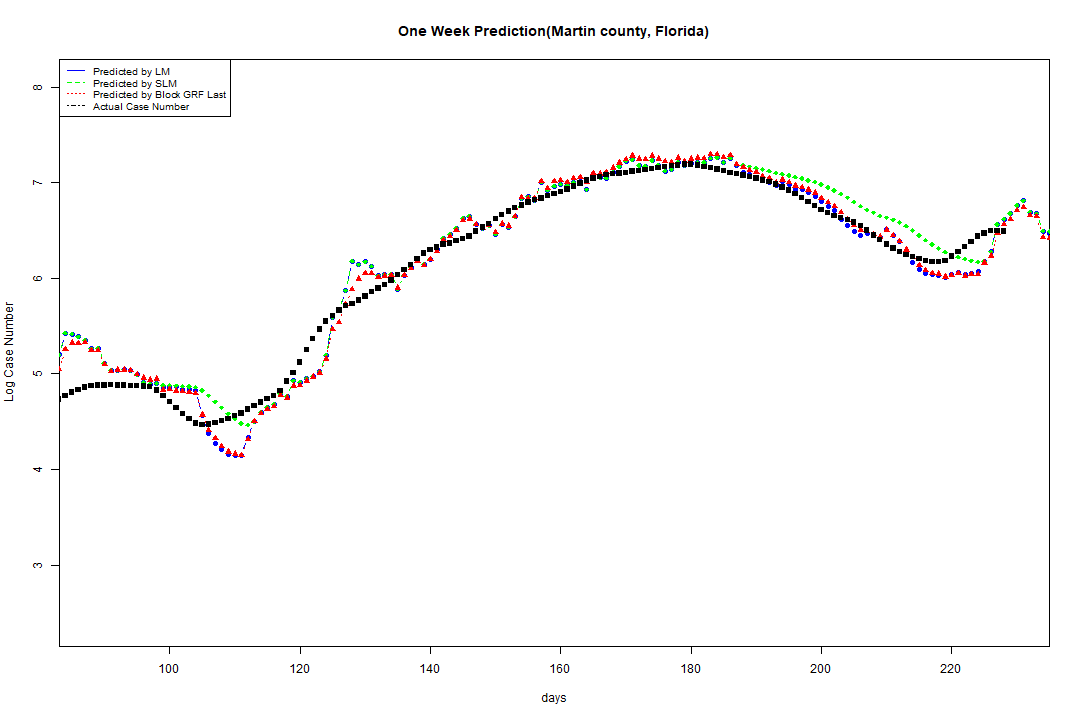 One Week Prediction(Martin county, Florida)
Predicted by LM
Predicted by SLM
Predicted by Block GRF Last
Actual Case Number
Log Case Number
8
7
6
5
4
3
100 120 140 160 180 200 220
days